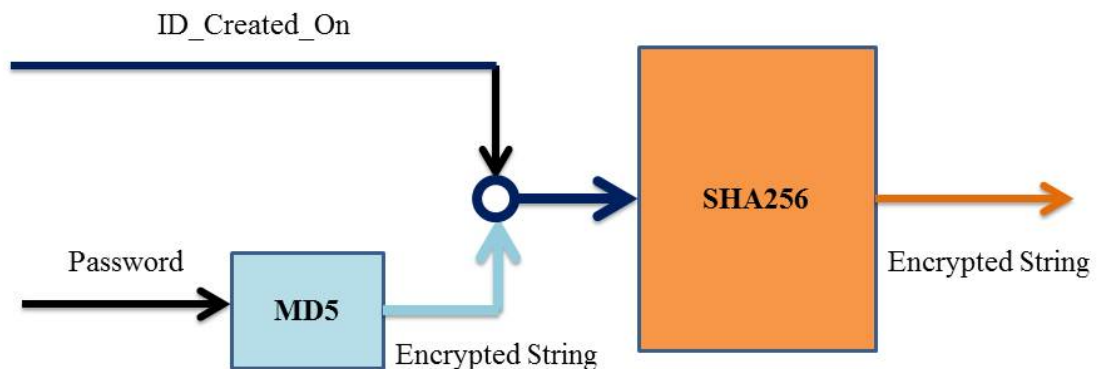 ID_Created_On
SHA256
Password
Encrypted String
MD5
Encrypted String